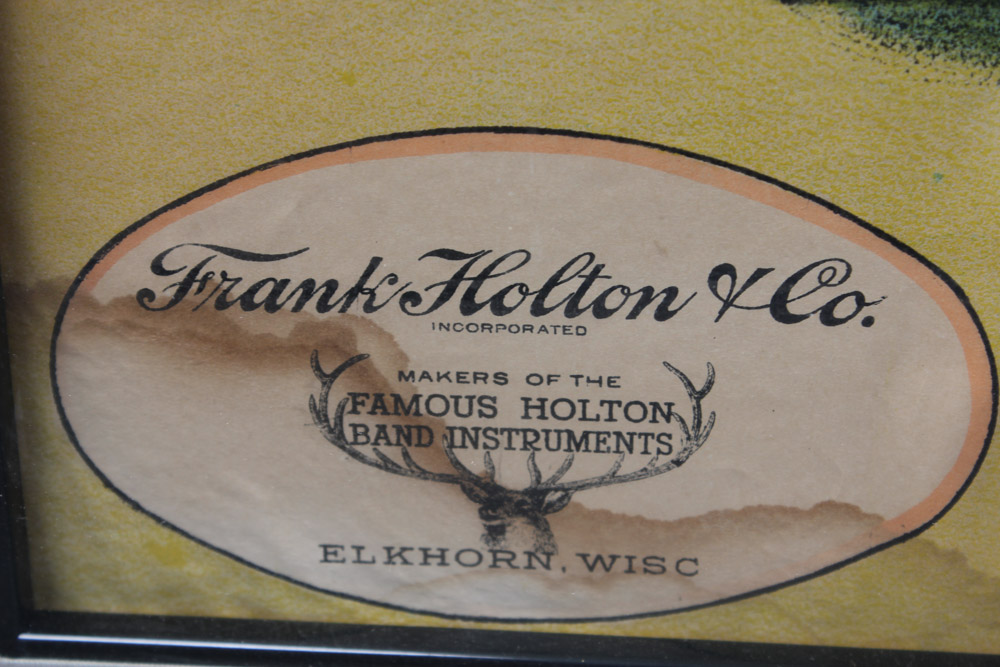 Frank Holton & Co.
INCORPORATED
MAKERS OF THE
FAMOUS HOLTON
BAND INSTRUMENTS
ELKHORN, WISC